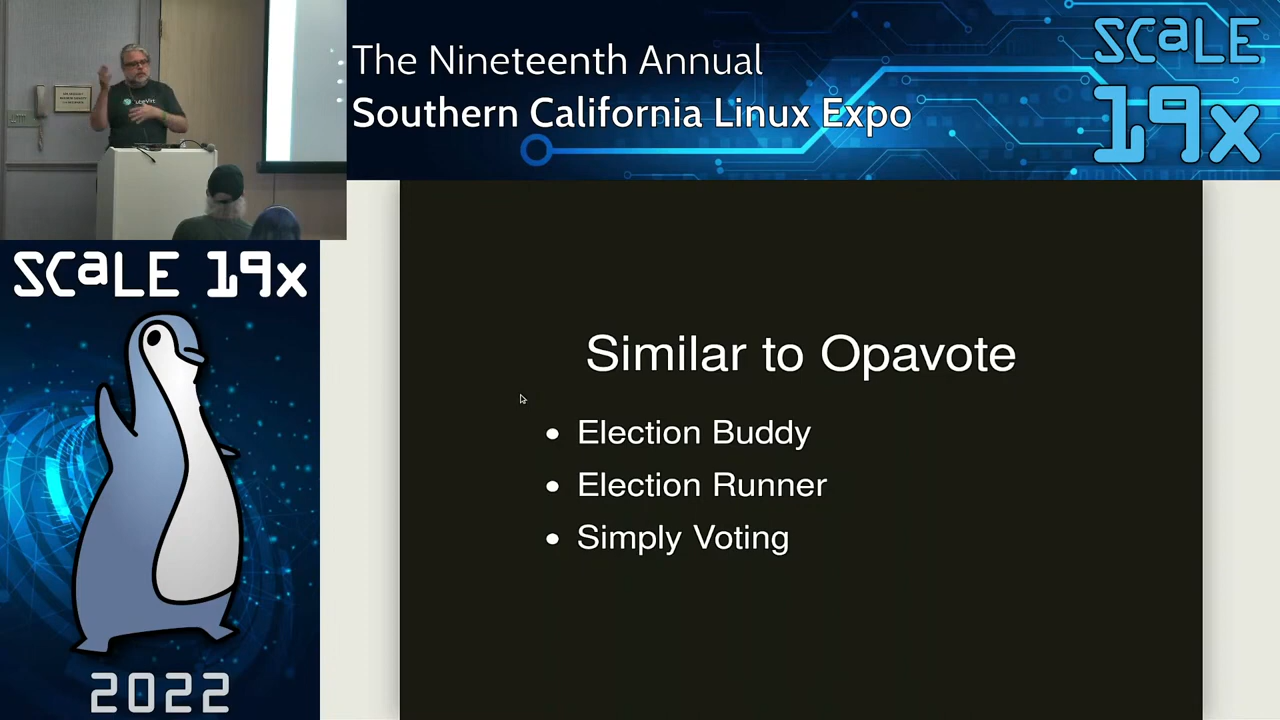 The Nineteenth Annual
Southern California Linux Expo
SCaLE
19x
SCaLE 19x
2022
Similar to Opavote
• Election Buddy
• Election Runner
• Simply Voting